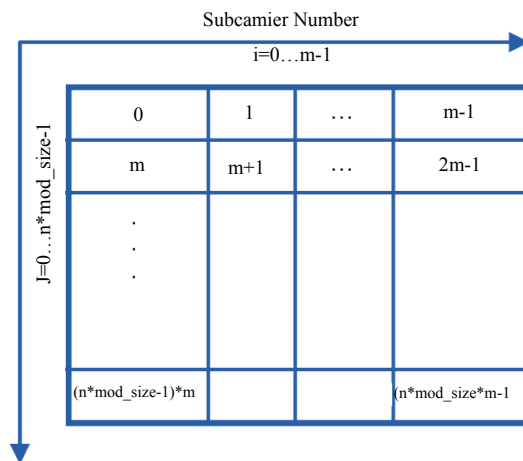 Subcamier Number
i=0…m-1
J=0…n*mod_size-1
0 1 … m-1
m m+1 … 2m-1
.
.
.
(n*mod_size-1)*m (n*mod_size*m-1